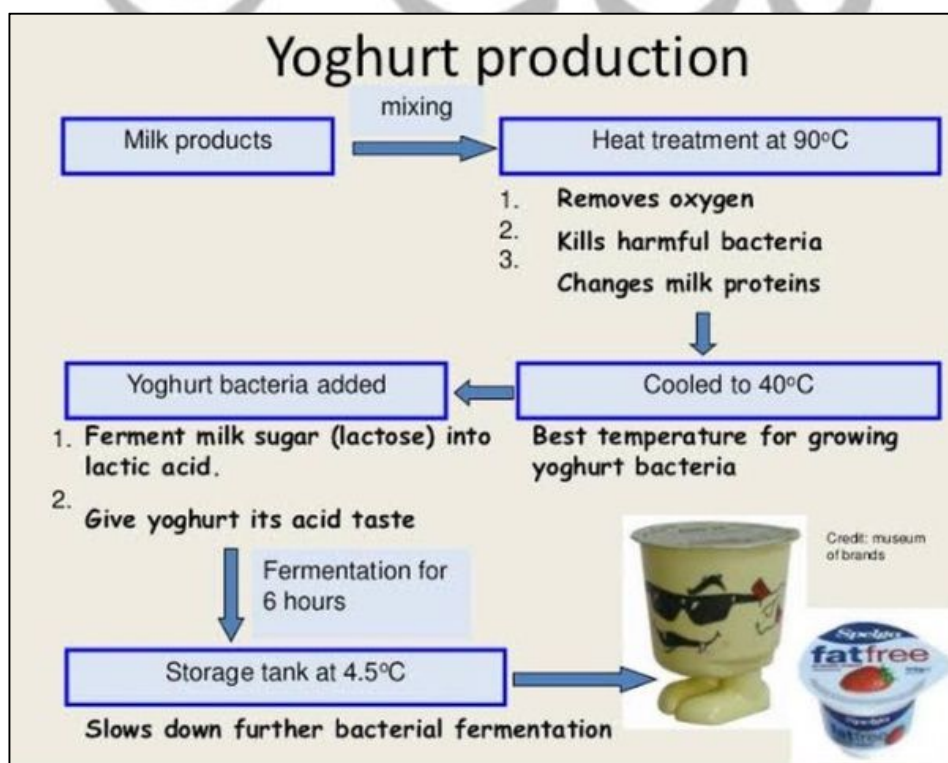 Yoghurt production
mixing
Milk products
Heat treatment at 90°C
1. Removes oxygen
2. Kills harmful bacteria
3. Changes milk proteins
Cooled to 40°C
Best temperature for growing
yoghurt bacteria
Yoghurt bacteria added
1. Ferment milk sugar (lactose) into
lactic acid.
2. Give yoghurt its acid taste
Fermentation for
6 hours
Storage tank at 4.5°C
Slows down further bacterial fermentation
Credit: museum
of brands
Spelga
fatfree
Spelga
fatfree